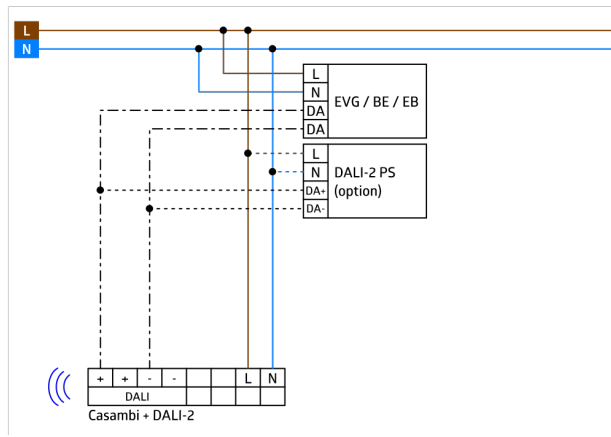 L
N
L
N
DA
DA
EVG / BE / EB
L
N
DA+
DA-
DALI-2 PS
(option)
+ + - - L N
DALI
Casambi + DALI-2